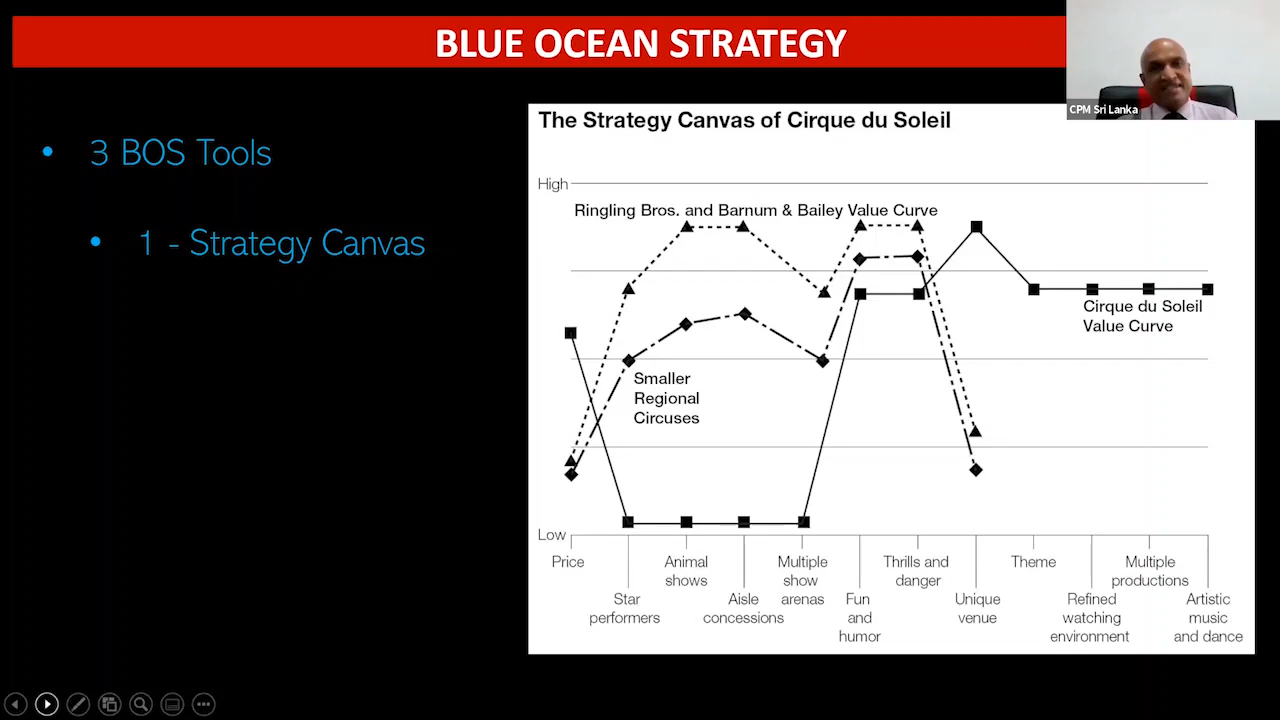 BLUE OCEAN STRATEGY
CPM Sri Lanka
• 3 BOS Tools
• 1 - Strategy Canvas
The Strategy Canvas of Cirque du Soleil
High
Ringling Bros. and Barnum & Bailey Value Curve
Cirque du Soleil
Value Curve
Smaller
Regional
Circuses
Low
Price
Star
performers
Animal
shows
Aisle
concessions
Multiple
show
arenas
Fun
and
humor
Thrills and
danger
Unique
venue
Theme
Refined
watching
environment
Multiple
productions
Artistic
music
and dance